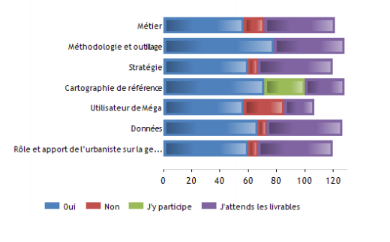 Métier
Méthodologie et outillage
Stratégie
Cartographie de référence
Utilisateur de Méga
Données
Rôle et apport de l'urbaniste sur la ge...
0 20 40 60 80 100 120
Oui Non J'y participe J'attends les livrables